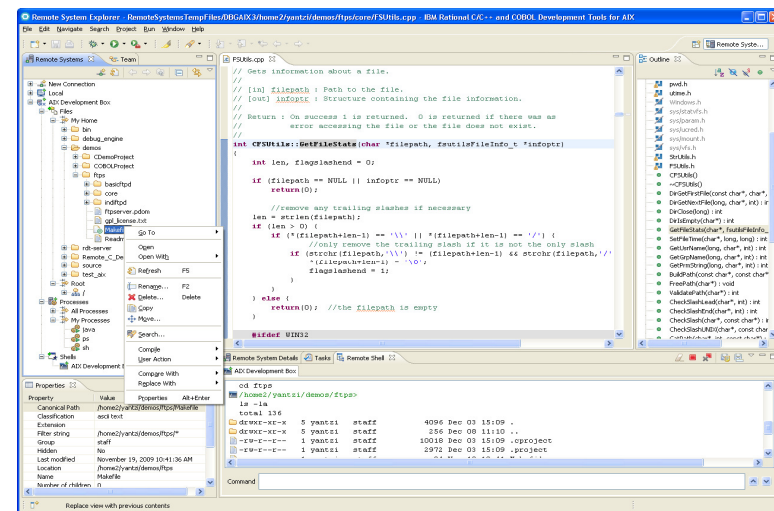 Remote System Explorer - RemoteSystemsTempFiles/DBGAIX3/home2/yantzi/demos/ftps/core/FSUtils.cpp - IBM Rational C/C++ and COBOL Development Tools for AIX
File Edit Navigate Search Project Run Window Help
Remote Syste...
Remote Systems Team
New Connection
Local
AIX Development Box
Files
My Home
bin
debug_engine
demos
CDemoProject
COBOLProject
ftps
basicftpd
core
indiftpd
ftpserver.pdom
gpl_license.txt
Makefi
Readm
rdt-server
Remote_C_De
source
test_aix
Root
/
Processes
All Processes
My Processes
java
ps
sh
Shells
AIX Development B
Go To
Open
Open With
Refresh F5
Rename... F2
Delete... Delete
Copy
Move...
Search...
Compile
User Action
Compare With
Replace With
Properties Alt+Enter
FSUtils.cpp
// Gets information about a file.
//
// [in] filepath : Path to the file.
// [out] infoptr : Structure containing the file information.
//
// Return : On success 1 is returned. 0 is returned if there was as
// error accessing the file or the file does not exist.
//
int CFSUtils::GetFileStats(char *filepath, fsutilsFileInfo_t *infoptr)
{
int len, flagslashend = 0;
if (filepath == NULL || infoptr == NULL)
return(0);
//remove any trailing slashes if necessary
len = strlen(filepath);
if (len > 0) {
if (*(filepath+len-1) == '\\' || *(filepath+len-1) == '/') {
//only remove the trailing slash if it is not the only slash
if (strchr(filepath,'\\') != (filepath+len-1) && strchr(filepath,'/'
*(filepath+len-1) = '\0';
flagslashend = 1;
}
}
} else {
return(0); //the filepath is empty
}
#ifdef WIN32
Outline
pwd.h
utime.h
Windows.h
sys/statvfs.h
sys/param.h
sys/ucred.h
sys/mount.h
sys/vfs.h
StrUtils.h
FSUtils.h
CFSUtils()
~CFSUtils()
DirGetFirstFile(const char*, char*,
DirGetNextFile(long, char*, int) : ir
DirClose(long) : int
DirIsEmpty(char*) : int
GetFileStats(char*, fsutilsFileInfo_
SetFileTime(char*, long, long) : int
GetUsrName(long, char*, int) : int
GetGrpName(long, char*, int) : int
GetPrmString(long, char*, int) : int
BuildPath(const char*, const char*
FreePath(char*) : void
ValidatePath(char*) : int
CheckSlashLead(char*, int) : int
CheckSlashEnd(char*, int) : int
CheckSlash(char*, const char*) : ir
CheckSlashUNIX(char*, const char
Properties
Property Value
Canonical Path /home2/yantzi/demos/ftps/Makefile
Classification ascii text
Extension
Filter string /home2/yantzi/demos/ftps/*
Group staff
Hidden No
Last modified November 19, 2009 10:41:36 AM
Location /home2/yantzi/demos/ftps
Name Makefile
Number of children 0
Remote System Details Tasks Remote Shell
AIX Development Box
cd ftps
/home2/yantzi/demos/ftps>
ls -la
total 136
drwxr-xr-x 5 yantzi staff 4096 Dec 03 15:09 .
drwxr-xr-x 5 yantzi staff 256 Dec 08 11:10 ..
-rw-r--r-- 1 yantzi staff 10018 Dec 03 15:09 .cproject
-rw-r--r-- 1 yantzi staff 2972 Dec 03 15:09 .project
Command
Replace view with previous contents